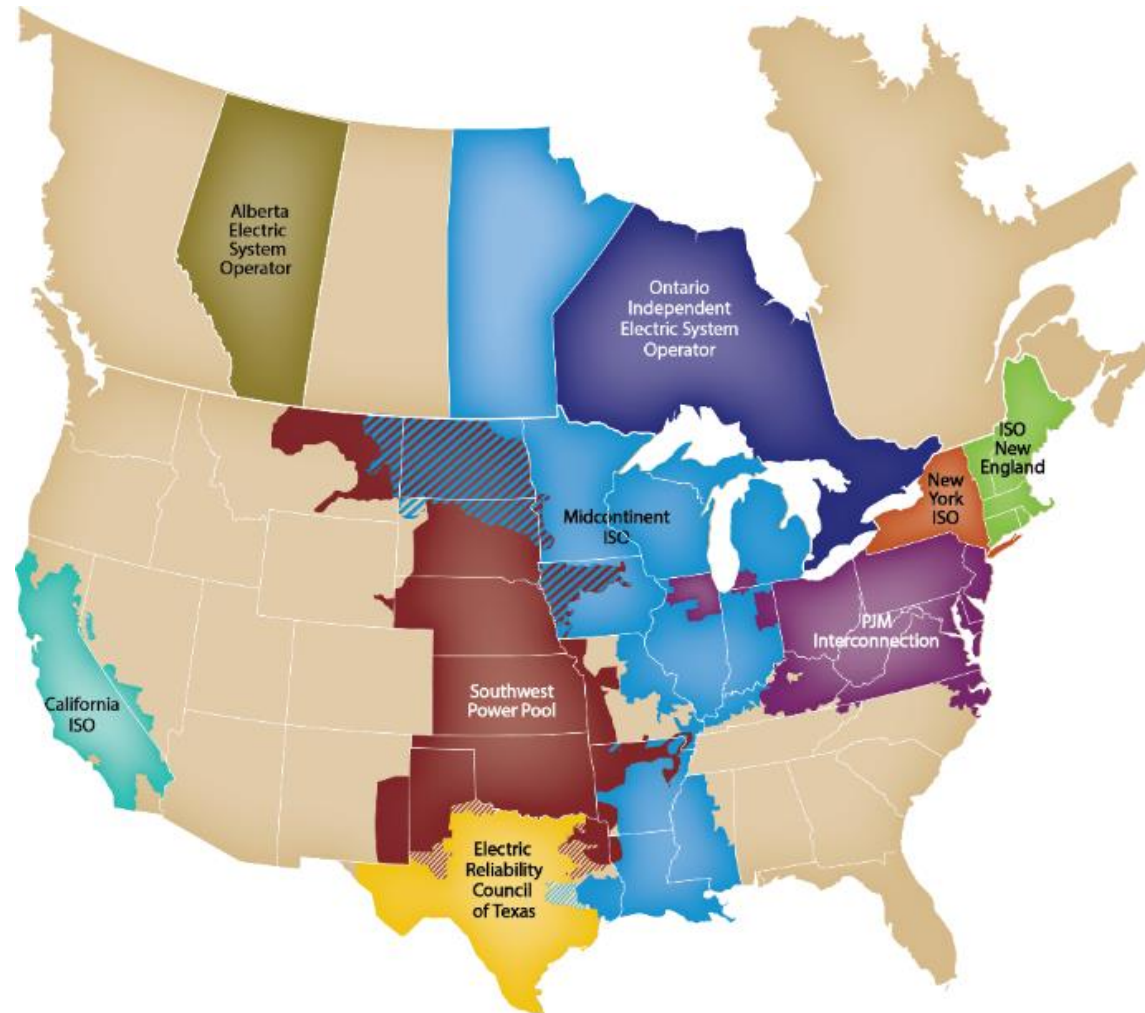 Alberta
Electric
System
Operator
Ontario
Independent
Electric System
Operator
ISO
New
England
New
York
ISO
Midcontinent
ISO
PJM
Interconnection
Southwest
Power Pool
California
ISO
Electric
Reliability
Council
of Texas